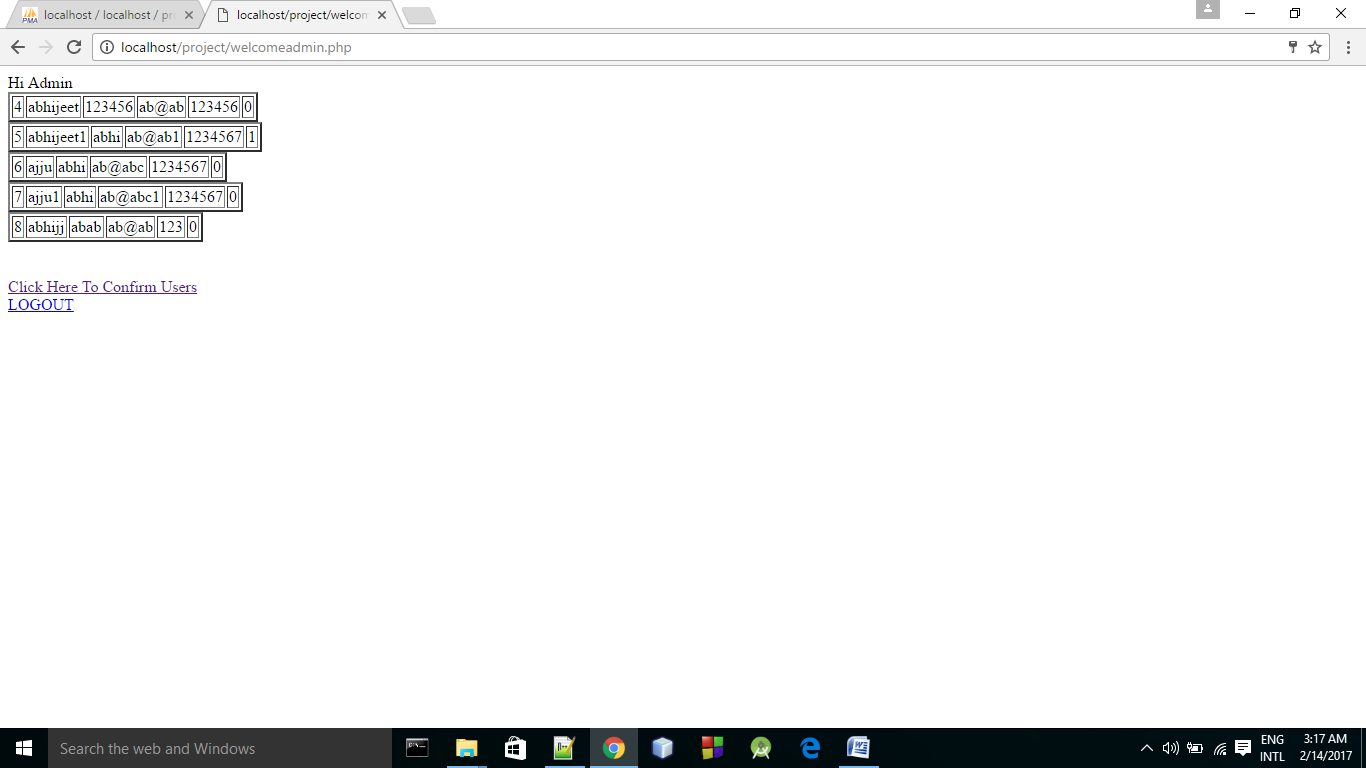 localhost / localhost / pro
localhost/project/welcom
localhost/project/welcomeadmin.php
Hi Admin
4 abhijeet 123456 ab@ab 123456 0
5 abhijeet1 abhi ab@ab1 1234567 1
6 ajju abhi ab@abc 1234567 0
7 ajju1 abhi ab@abc1 1234567 0
8 abhijj abab ab@ab 123 0
Click Here To Confirm Users
LOGOUT
Search the web and Windows
ENG
INTL
3:17 AM
2/14/2017